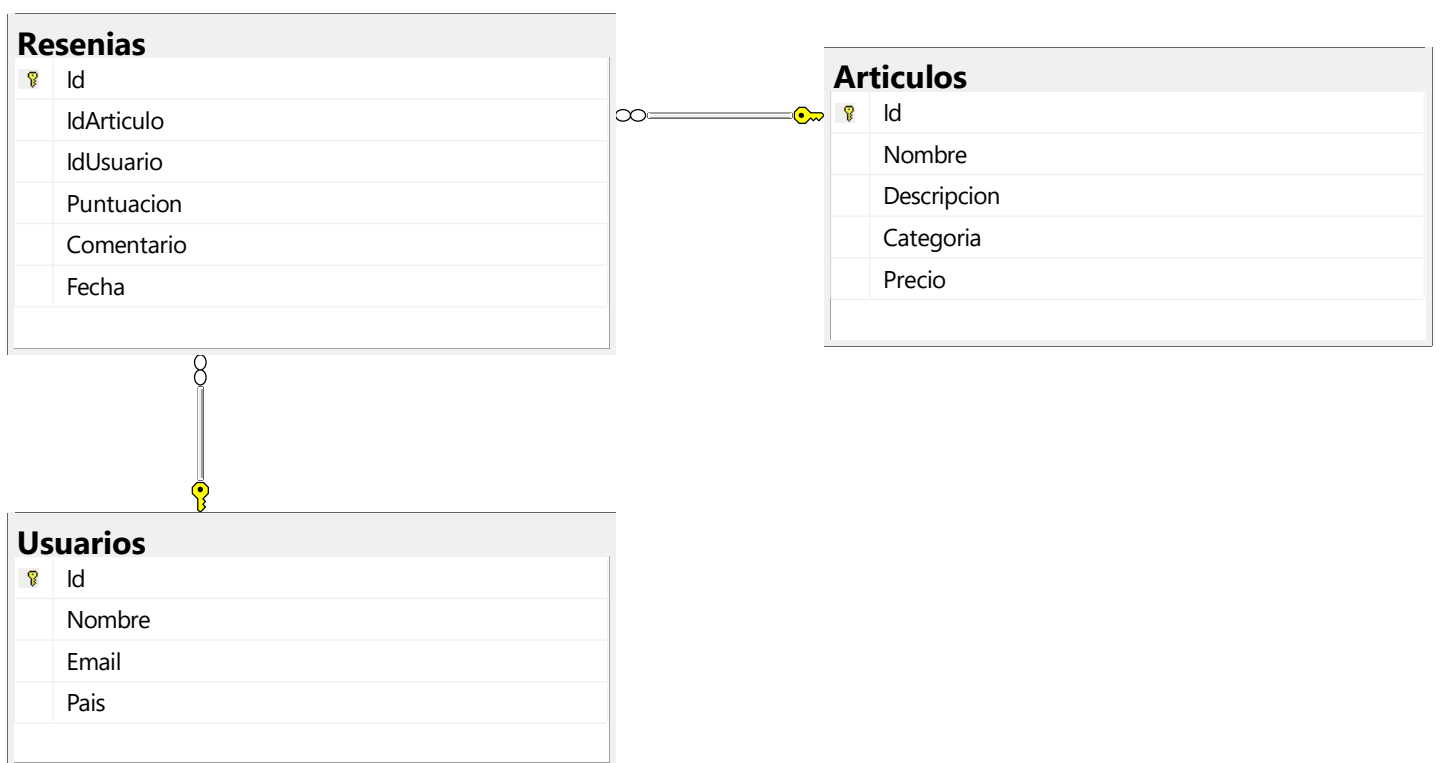 Resenias
Id
IdArticulo
IdUsuario
Puntuacion
Comentario
Fecha
Articulos
Id
Nombre
Descripcion
Categoria
Precio
Usuarios
Id
Nombre
Email
Pais